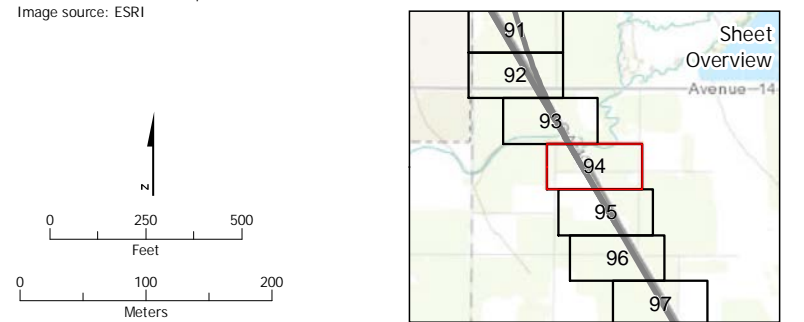 Image source: ESRI
N
0 250 500
Feet
0 100 200
Meters
Sheet
Overview
Avenue 14
91
92
93
94
95
96
97